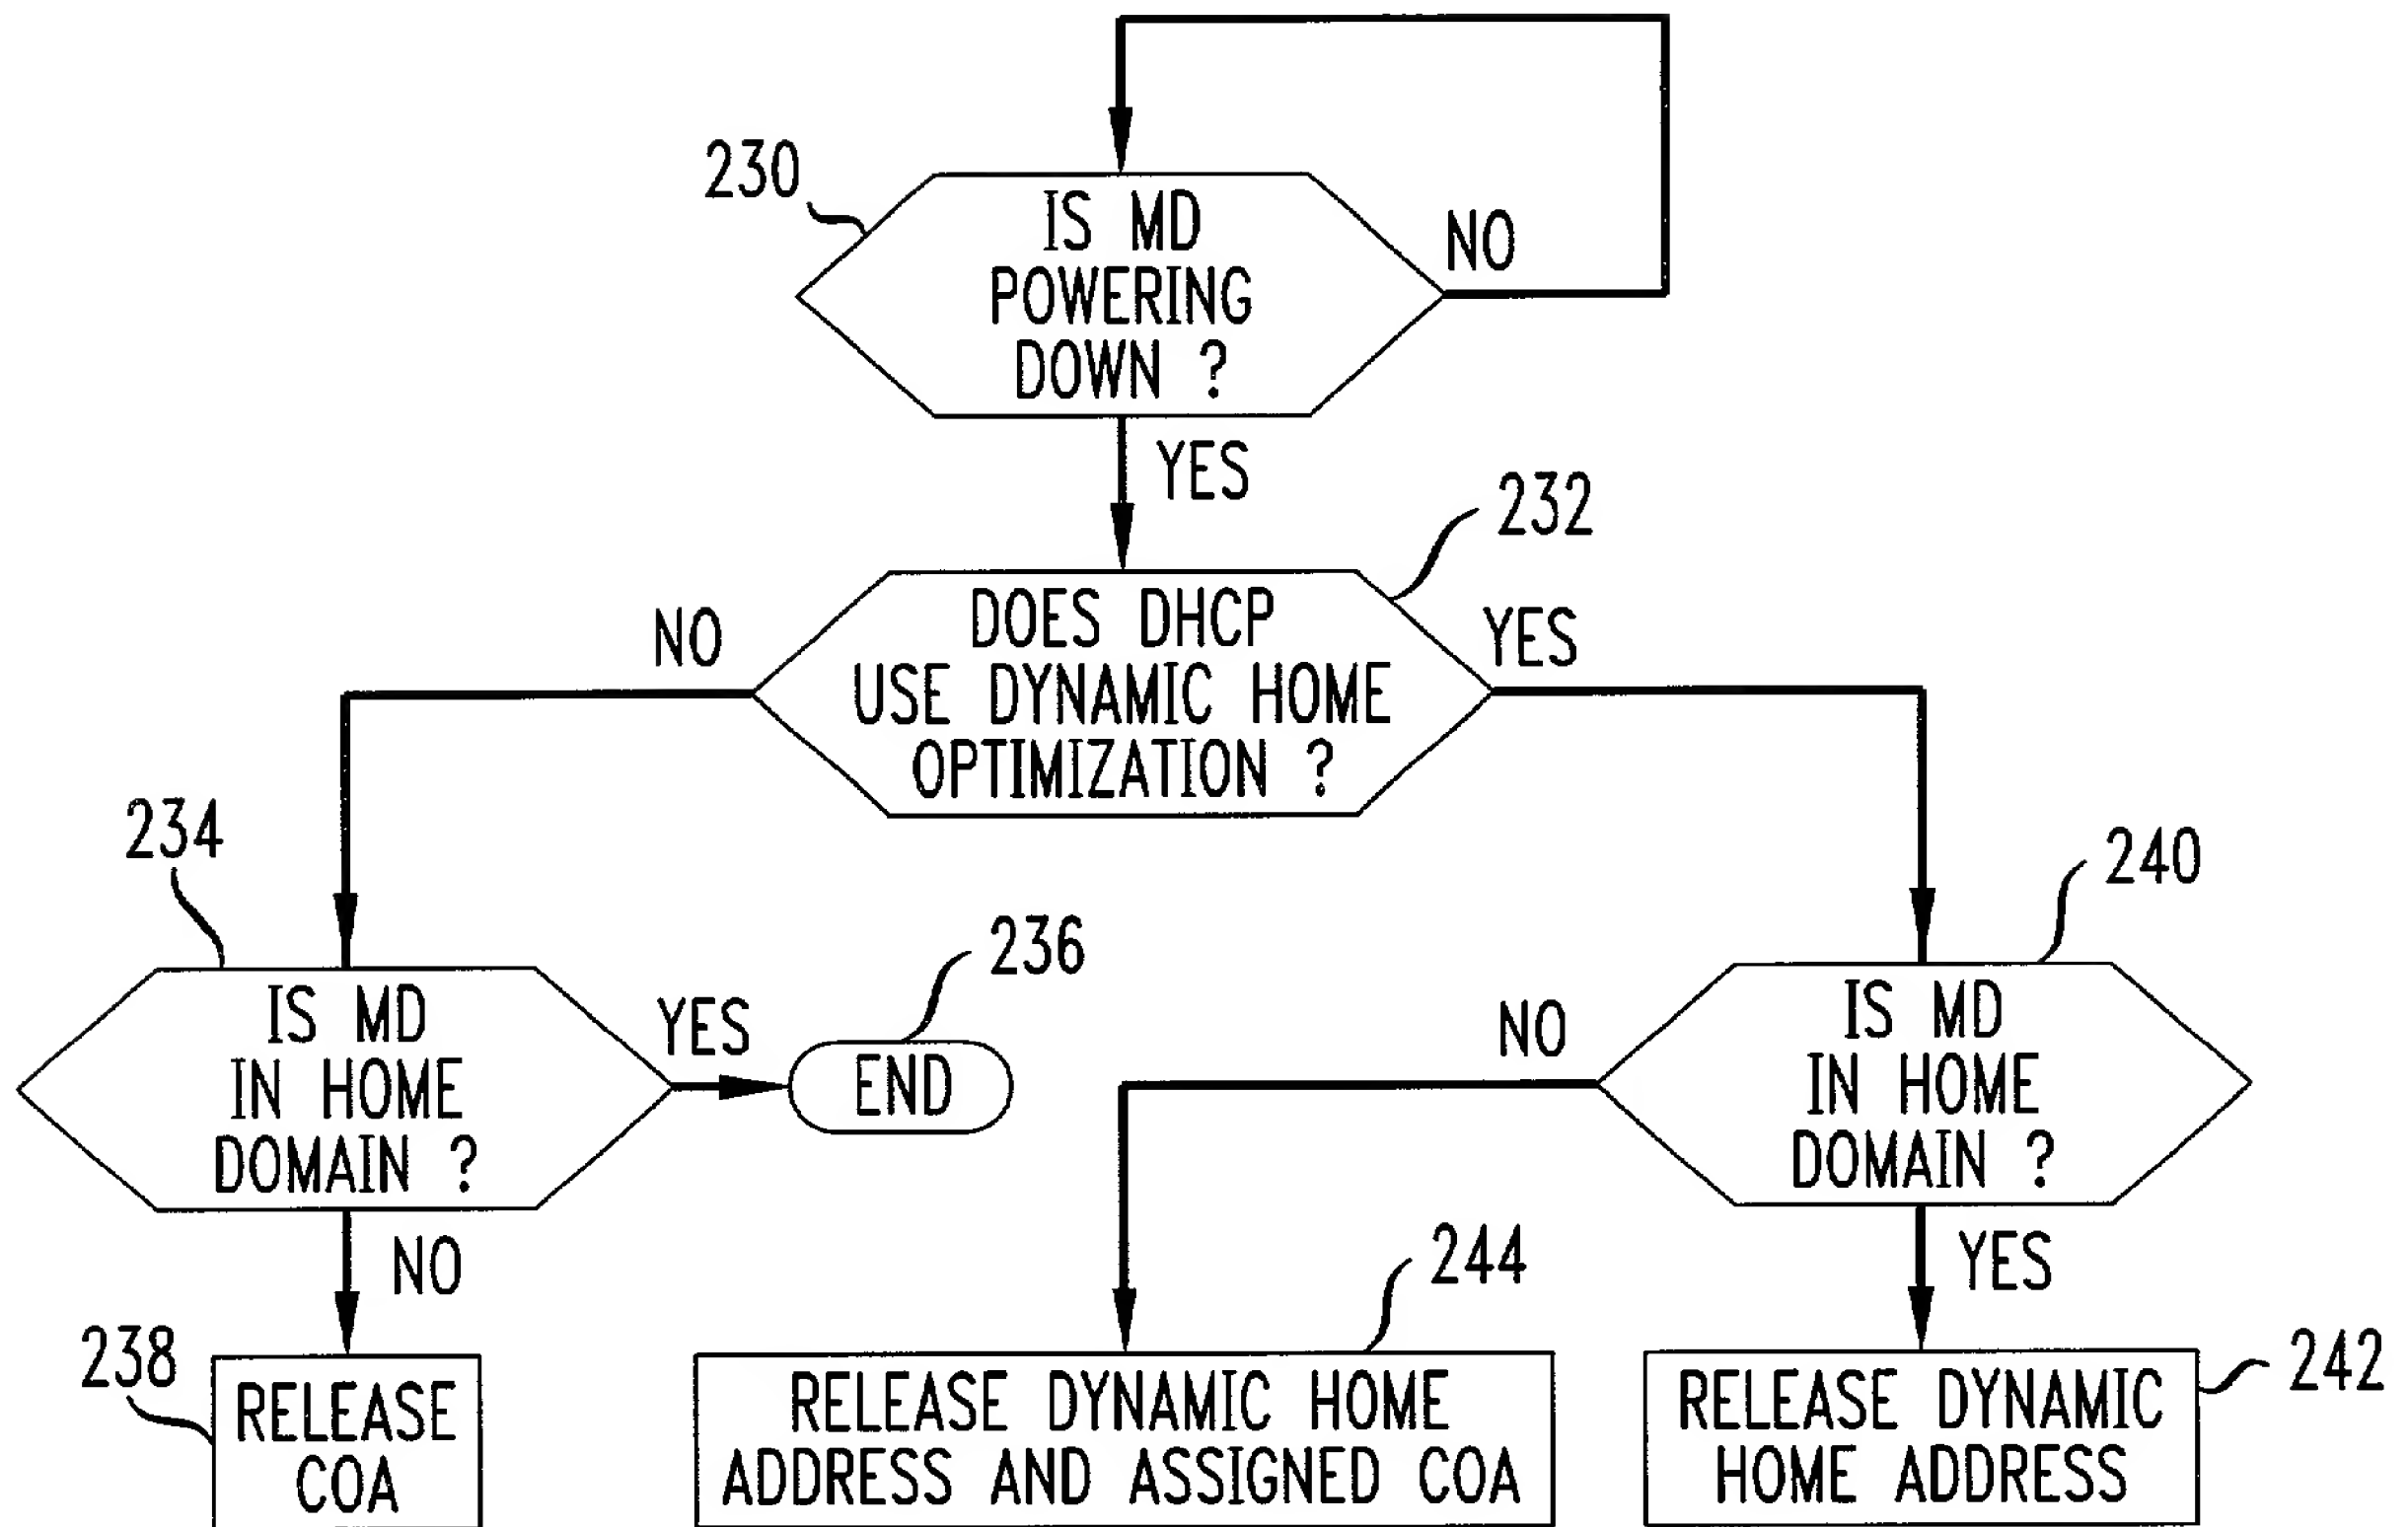 230
IS MD
POWERING
DOWN ?
NO
YES
232
DOES DHCP
USE DYNAMIC HOME
OPTIMIZATION ?
NO
YES
234
IS MD
IN HOME
DOMAIN ?
YES
236
END
NO
238
RELEASE
COA
240
IS MD
IN HOME
DOMAIN ?
NO
YES
244
RELEASE DYNAMIC HOME
ADDRESS AND ASSIGNED COA
242
RELEASE DYNAMIC
HOME ADDRESS